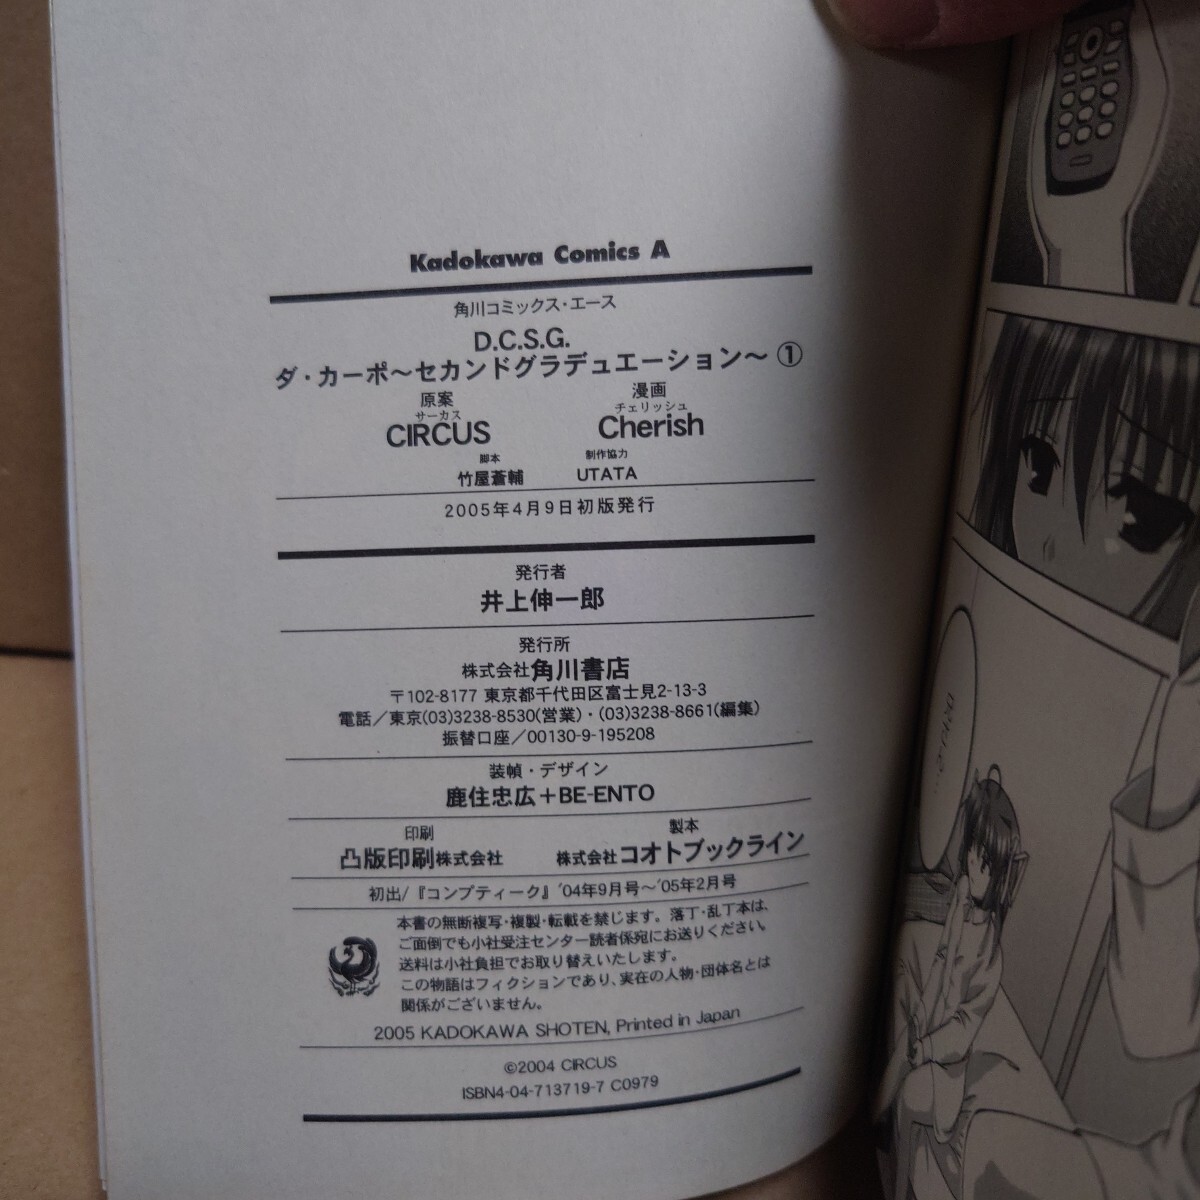 Kadokawa Comics A
角川コミックス・エース
D.C.S.G.
ダ・カーポ～セカンドグラデュエーション～ ①
原案 漫画
サーカス チェリッシュ
CIRCUS Cherish
脚本 制作協力
竹屋蒼輔 UTATA
2005年4月9日初版発行
発行者
井上伸一郎
発行所
株式会社角川書店
〒102-8177 東京都千代田区富士見2-13-3
電話／東京(03)3238-8530(営業)・(03)3238-8661(編集)
振替口座／00130-9-195208
装幀・デザイン
鹿住忠広＋BE-ENTO
印刷 製本
凸版印刷株式会社 株式会社コオトブックライン
初出/『コンプティーク』'04年9月号～'05年2月号
本書の無断複写・複製・転載を禁じます。落丁・乱丁本は、
ご面倒でも小社受注センター読者係宛にお送りください。
送料は小社負担でお取り替えいたします。
この物語はフィクションであり、実在の人物・団体名とは
関係がございません。
2005 KADOKAWA SHOTEN, Printed in Japan
©2004 CIRCUS
ISBN4-04-713719-7 C0979